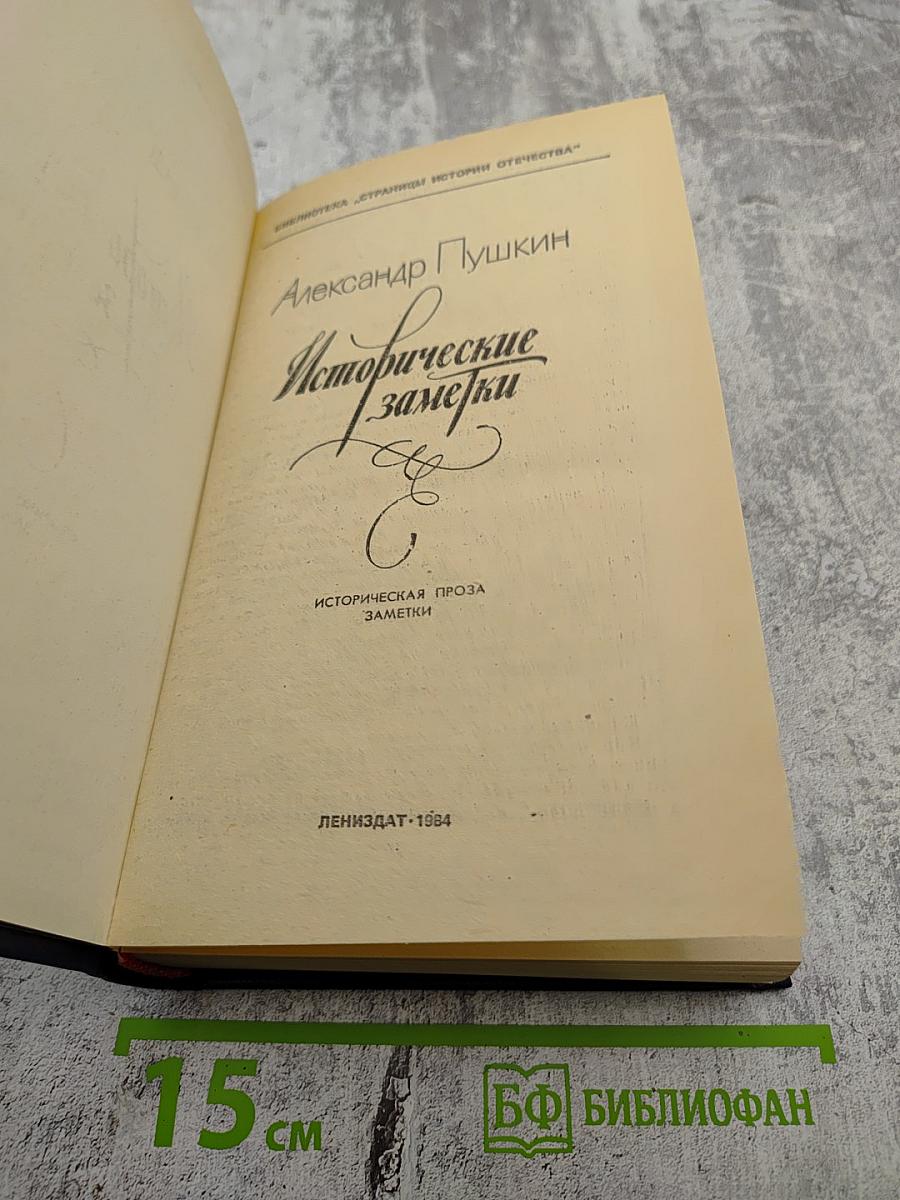 БИБЛИОТЕКА „СТРАНИЦЫ ИСТОРИИ ОТЕЧЕСТВА"
Александр Пушкин
Исторические
заметки
ИСТОРИЧЕСКАЯ ПРОЗА
ЗАМЕТКИ
ЛЕНИЗДАТ·1984
15 см
БФ БИБЛИОФАН